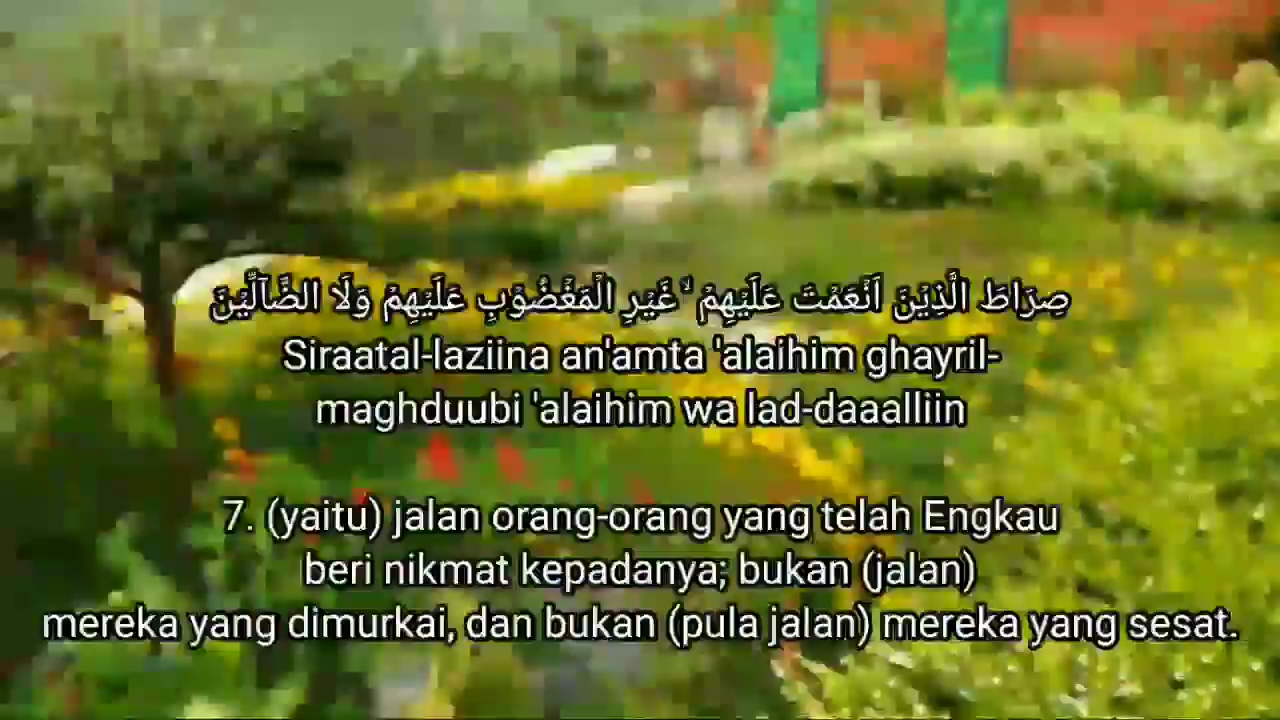 صِرَاطَ الَّذِيْنَ اَنْعَمْتَ عَلَيْهِمْ ۙ غَيْرِ الْمَغْضُوْبِ عَلَيْهِمْ وَلَا الضَّاۤلِّيْنَ
Siraatal-laziina an'amta 'alaihim ghayril-
maghduubi 'alaihim wa lad-daaalliin
7. (yaitu) jalan orang-orang yang telah Engkau
beri nikmat kepadanya; bukan (jalan)
mereka yang dimurkai, dan bukan (pula jalan) mereka yang sesat.